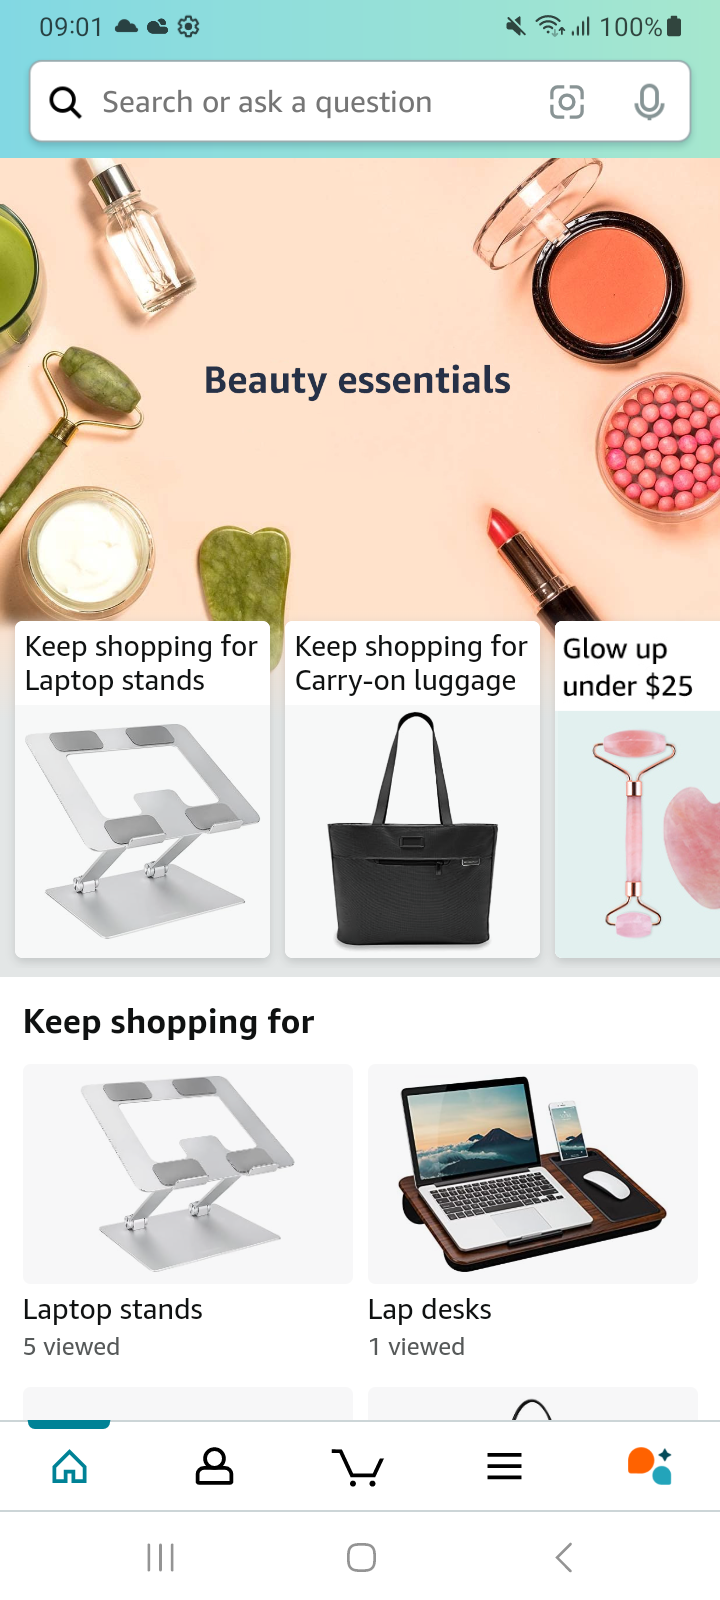 09:01
100%
Search or ask a question
Beauty essentials
Keep shopping for
Laptop stands
Keep shopping for
Carry-on luggage
Glow up
under $25
Keep shopping for
Laptop stands
5 viewed
Lap desks
1 viewed